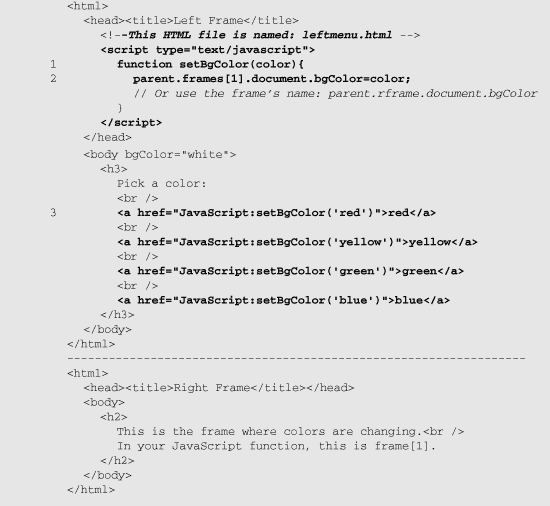 <html>
<head><title>Left Frame</title>
<!--This HTML file is named: leftmenu.html -->
<script type="text/javascript">
1 function setBgColor(color){
2 parent.frames[1].document.bgColor=color;
// Or use the frame's name: parent.rframe.document.bgColor
}
</script>
</head>
<body bgColor="white">
<h3>
Pick a color:
<br />
3 <a href="JavaScript:setBgColor('red')">red</a>
<br />
<a href="JavaScript:setBgColor('yellow')">yellow</a>
<br />
<a href="JavaScript:setBgColor('green')">green</a>
<br />
<a href="JavaScript:setBgColor('blue')">blue</a>
</h3>
</body>
</html>
---------------------------------------------------------------
<html>
<head><title>Right Frame</title></head>
<body>
<h2>
This is the frame where colors are changing.<br />
In your JavaScript function, this is frame[1].
</h2>
</body>
</html>